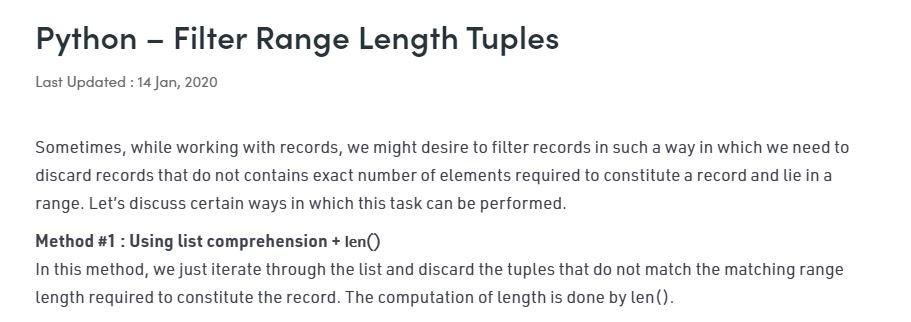 Python – Filter Range Length Tuples
Last Updated : 14 Jan, 2020
Sometimes, while working with records, we might desire to filter records in such a way in which we need to
discard records that do not contains exact number of elements required to constitute a record and lie in a
range. Let’s discuss certain ways in which this task can be performed.
Method #1 : Using list comprehension + len()
In this method, we just iterate through the list and discard the tuples that do not match the matching range
length required to constitute the record. The computation of length is done by len().